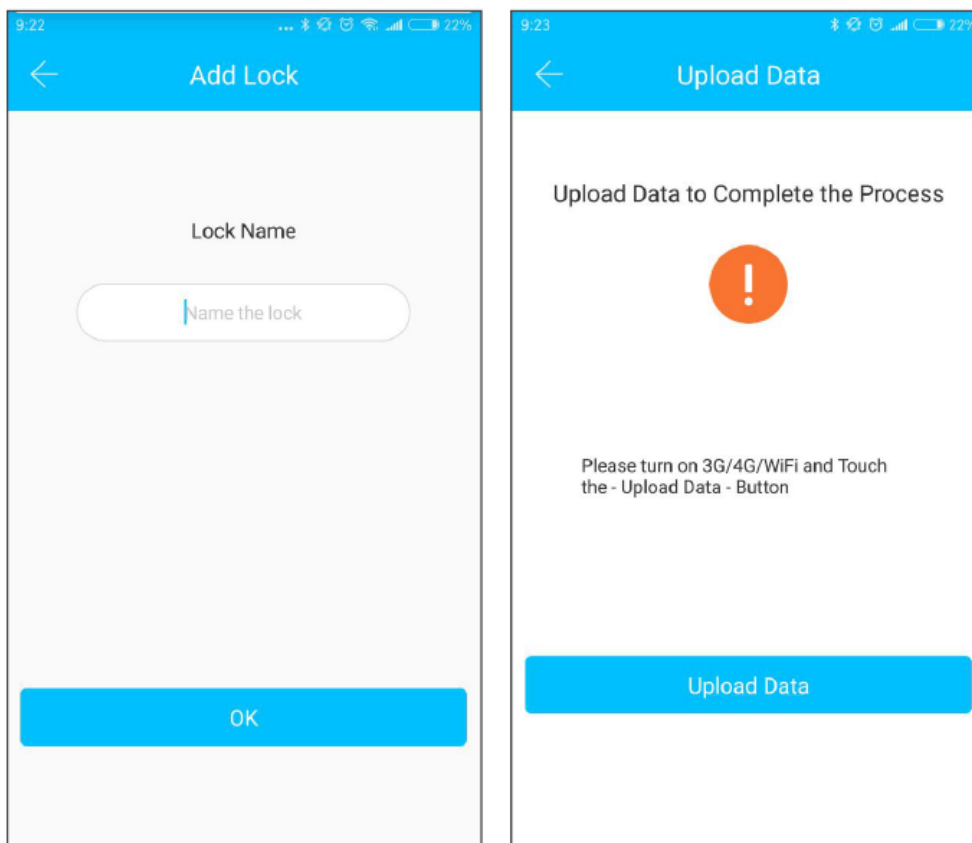 9:22
... 22%
Add Lock
Lock Name
Name the lock
OK
9:23
22%
Upload Data
Upload Data to Complete the Process
!
Please turn on 3G/4G/WiFi and Touch
the - Upload Data - Button
Upload Data